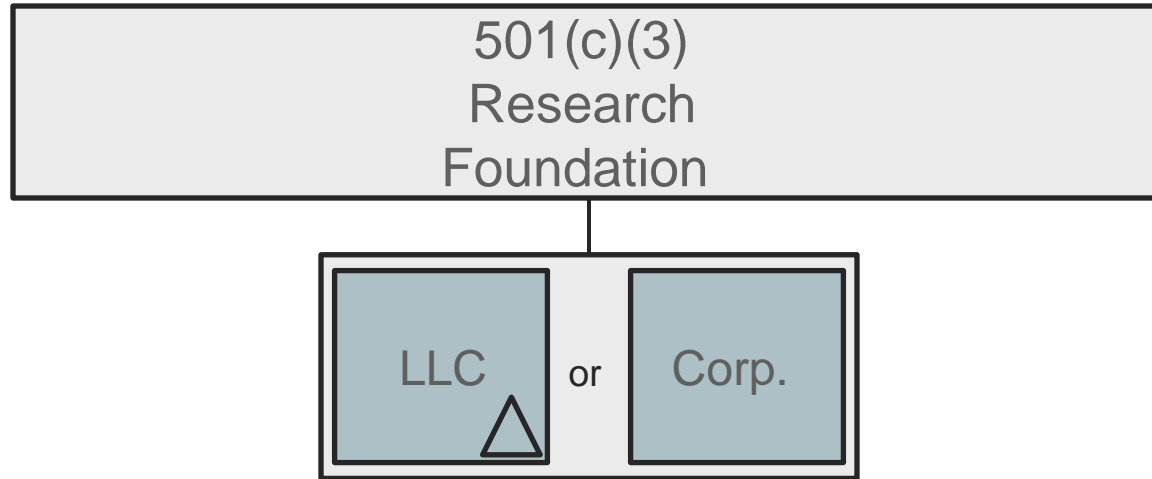 501(c)(3)
Research
Foundation
LLC or Corp.